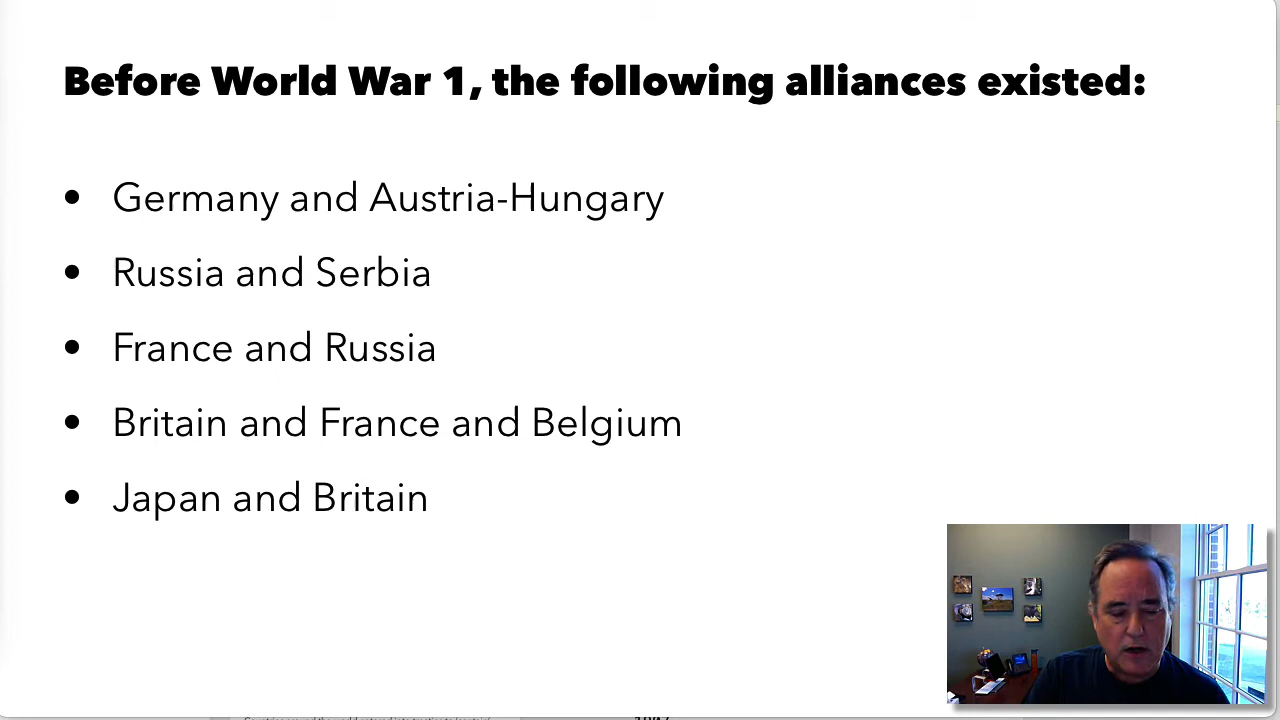 Before World War 1, the following alliances existed:
• Germany and Austria-Hungary
• Russia and Serbia
• France and Russia
• Britain and France and Belgium
• Japan and Britain